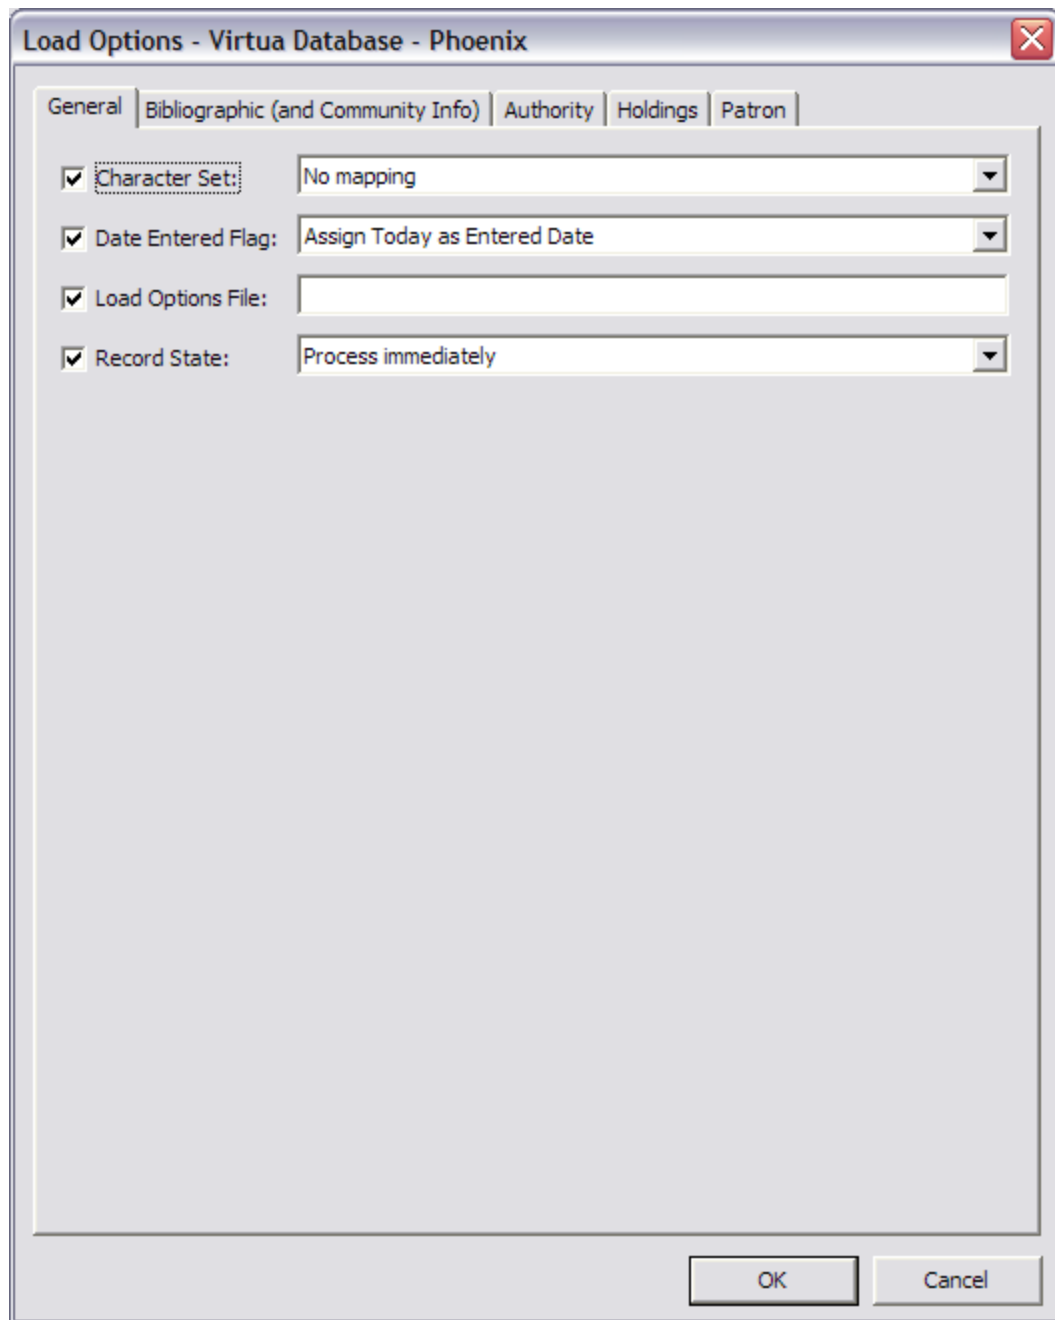 Load Options - Virtua Database - Phoenix
General Bibliographic (and Community Info) Authority Holdings Patron
Character Set: No mapping
Date Entered Flag: Assign Today as Entered Date
Load Options File:
Record State: Process immediately
OK Cancel